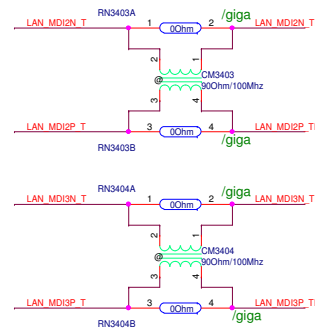 RN3403A
/giga
LAN_MDI2N_T
1
0Ohm
2
LAN_MDI2N_T
2
1
CM3403
@
90Ohm/100Mhz
3
4
LAN_MDI2P_T
3
0Ohm
4
LAN_MDI2P_T
RN3403B
/giga
RN3404A
/giga
LAN_MDI3N_T
1
0Ohm
2
LAN_MDI3N_T
2
1
CM3404
@
90Ohm/100Mhz
3
4
LAN_MDI3P_T
3
0Ohm
4
LAN_MDI3P_T
RN3404B
/giga